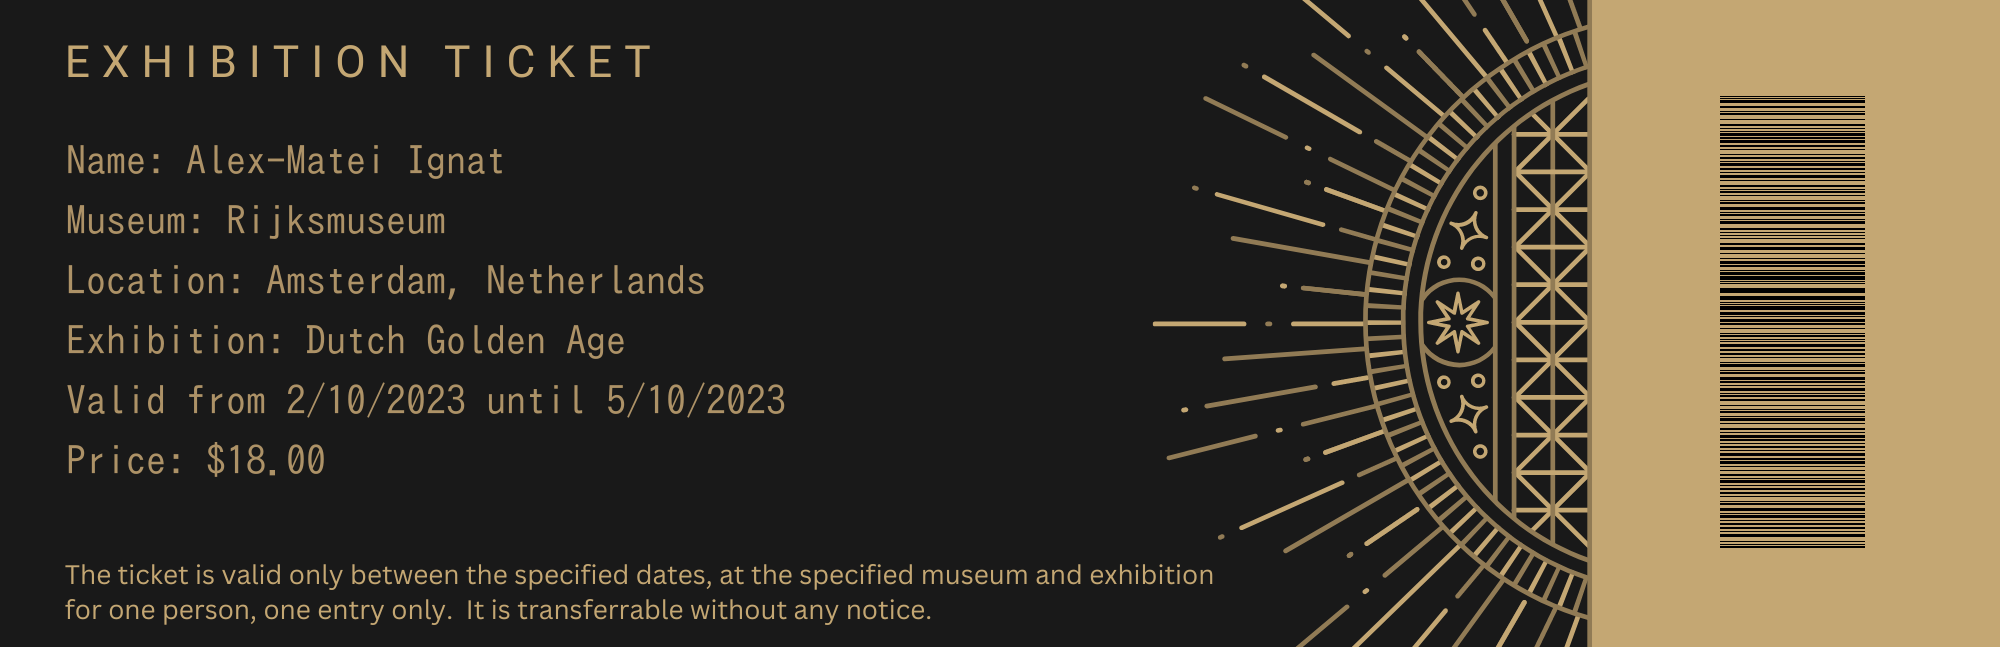 EXHIBITION TICKET
Name: Alex-Matei Ignat
Museum: Rijksmuseum
Location: Amsterdam, Netherlands
Exhibition: Dutch Golden Age
Valid from 2/10/2023 until 5/10/2023
Price: $18.00
The ticket is valid only between the specified dates, at the specified museum and exhibition
for one person, one entry only.  It is transferrable without any notice.